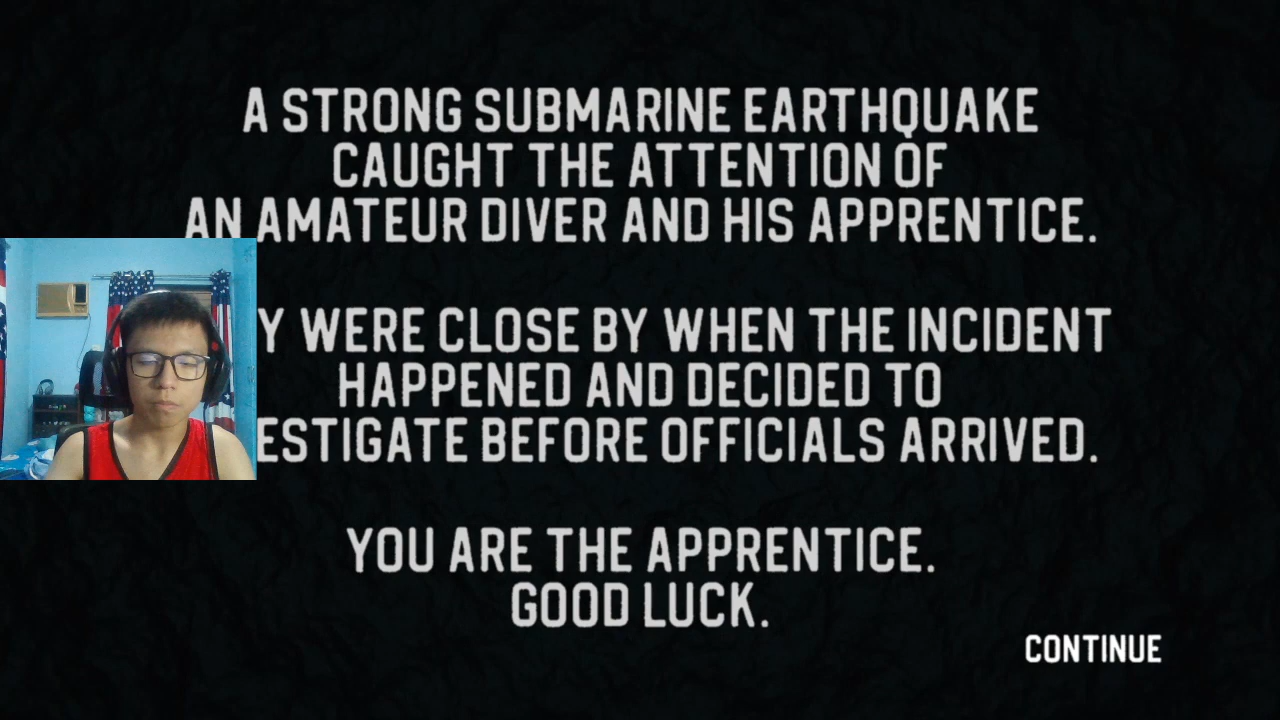 A STRONG SUBMARINE EARTHQUAKE
CAUGHT THE ATTENTION OF
AN AMATEUR DIVER AND HIS APPRENTICE.
WERE CLOSE BY WHEN THE INCIDENT
HAPPENED AND DECIDED TO
BEFORE OFFICIALS ARRIVED.
YOU ARE THE APPRENTICE.
GOOD LUCK.
CONTINUE